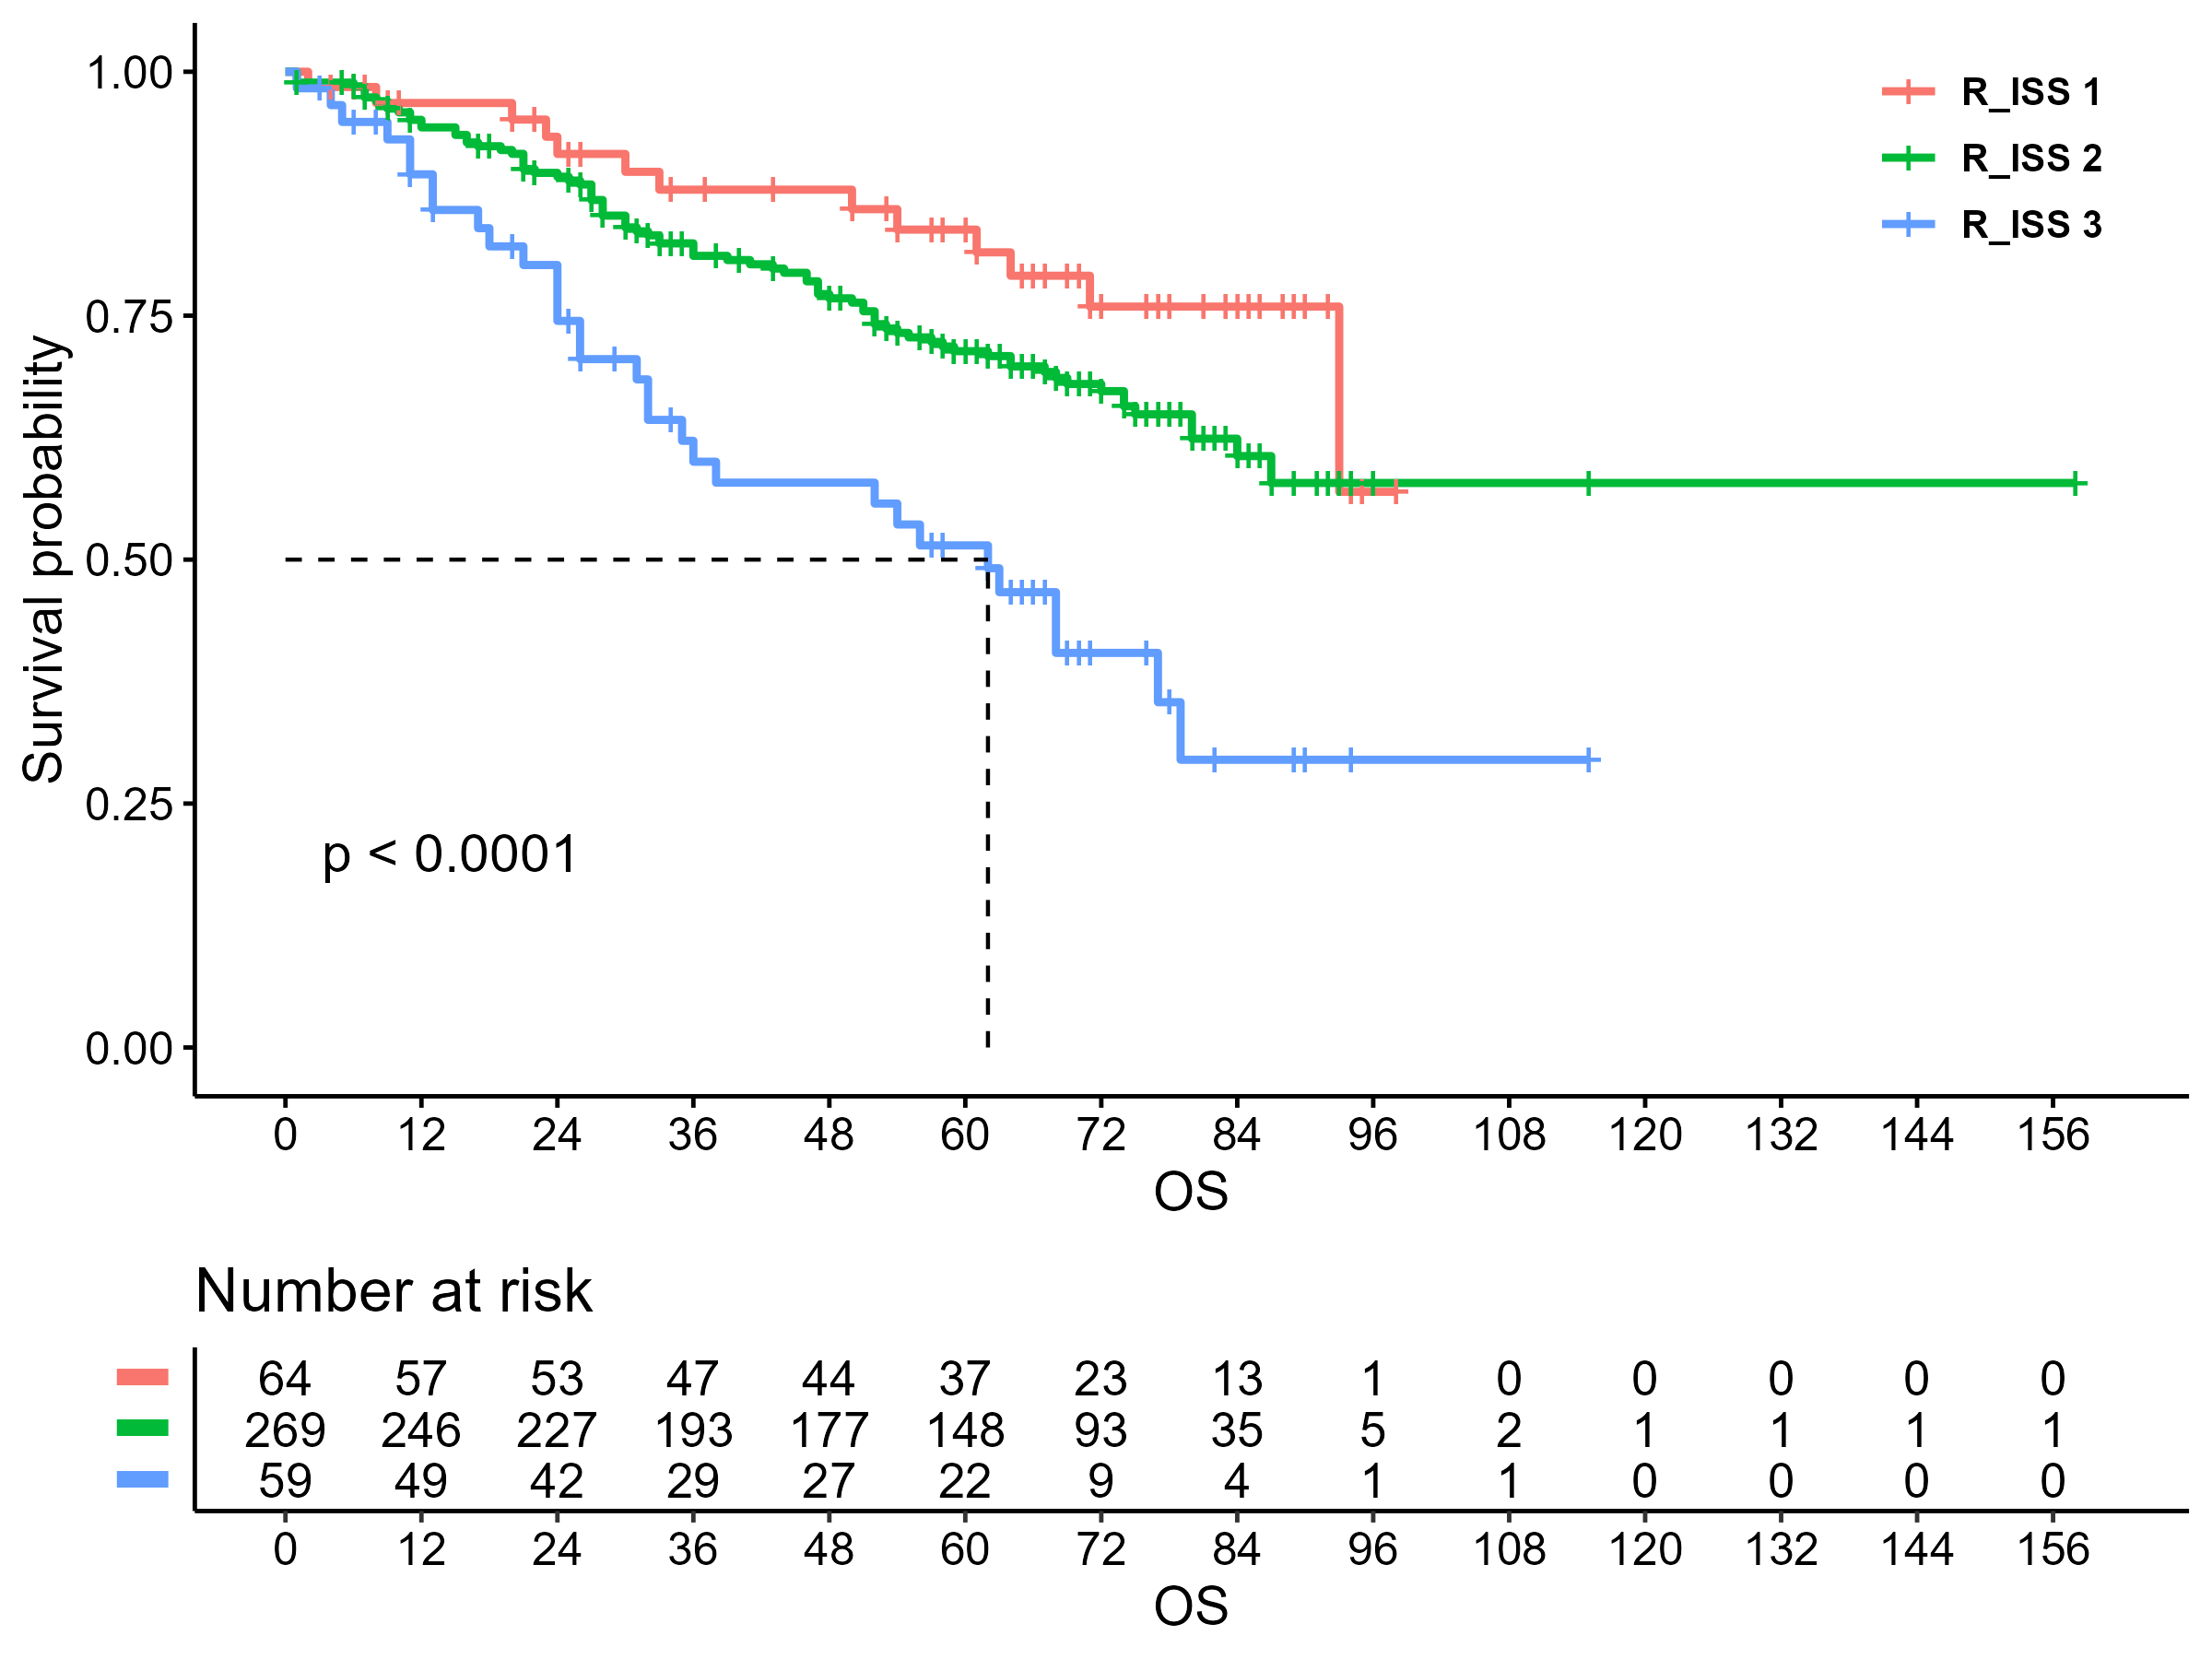 1.00
0.75
0.50
0.25
0.00
Survival probability
R_ISS 1
R_ISS 2
R_ISS 3
p < 0.0001
0 12 24 36 48 60 72 84 96 108 120 132 144 156
OS
Number at risk
64 57 53 47 44 37 23 13 1 0 0 0 0 0
269 246 227 193 177 148 93 35 5 2 1 1 1 1
59 49 42 29 27 22 9 4 1 1 0 0 0 0
0 12 24 36 48 60 72 84 96 108 120 132 144 156
OS